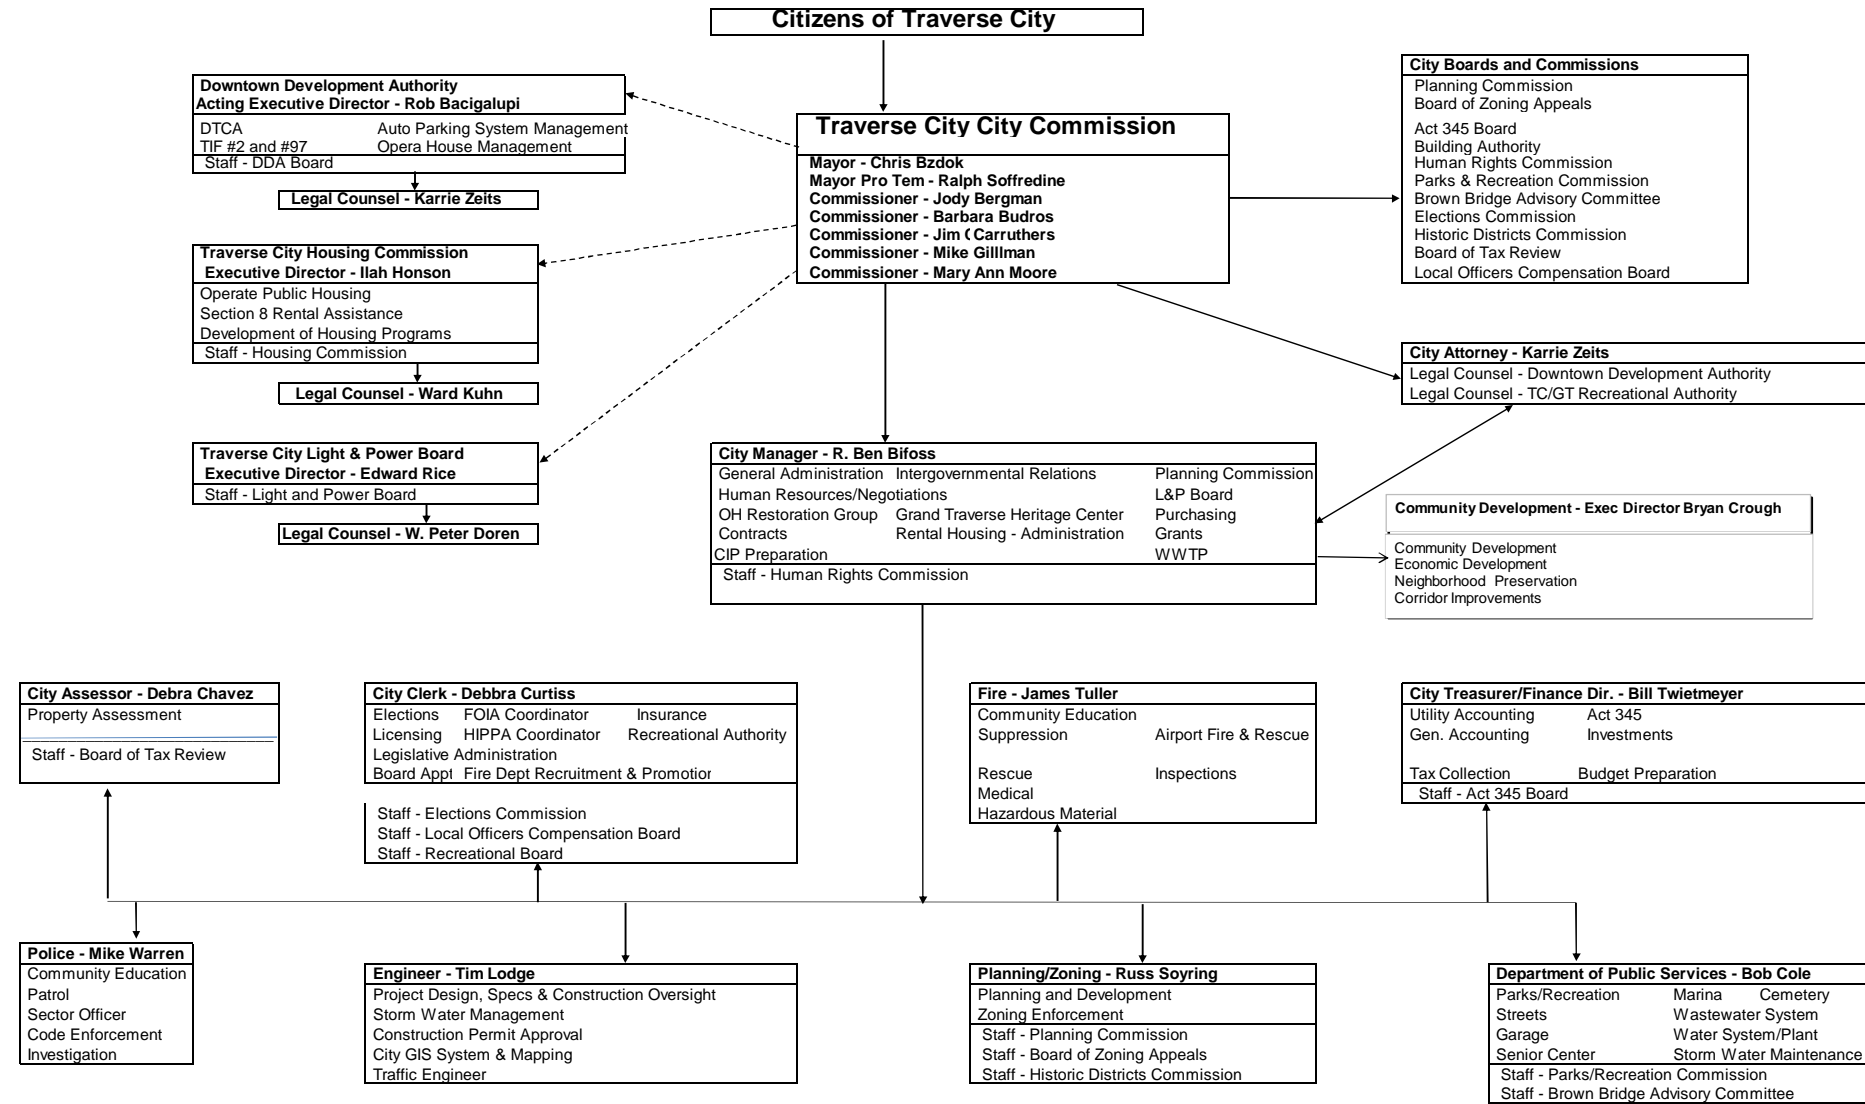 Citizens of Traverse City
Downtown Development Authority
Acting Executive Director - Rob Bacigalupi
DTCA Auto Parking System Management
TIF #2 and #97 Opera House Management
Staff - DDA Board
Legal Counsel - Karrie Zeits
Traverse City City Commission
Mayor - Chris Bzdok
Mayor Pro Tem - Ralph Soffredine
Commissioner - Jody Bergman
Commissioner - Barbara Budros
Commissioner - Jim ( Carruthers
Commissioner - Mike Gilllman
Commissioner - Mary Ann Moore
City Boards and Commissions
Planning Commission
Board of Zoning Appeals
Act 345 Board
Building Authority
Human Rights Commission
Parks & Recreation Commission
Brown Bridge Advisory Committee
Elections Commission
Historic Districts Commission
Board of Tax Review
Local Officers Compensation Board
Traverse City Housing Commission
Executive Director - Ilah Honson
Operate Public Housing
Section 8 Rental Assistance
Development of Housing Programs
Staff - Housing Commission
Legal Counsel - Ward Kuhn
City Attorney - Karrie Zeits
Legal Counsel - Downtown Development Authority
Legal Counsel - TC/GT Recreational Authority
Traverse City Light & Power Board
Executive Director - Edward Rice
Staff - Light and Power Board
Legal Counsel - W. Peter Doren
City Manager - R. Ben Bifoss
General Administration Intergovernmental Relations Planning Commission
Human Resources/Negotiations L&P Board
OH Restoration Group Grand Traverse Heritage Center Purchasing
Contracts Rental Housing - Administration Grants
CIP Preparation WWTP
Staff - Human Rights Commission
Community Development - Exec Director Bryan Crough
Community Development
Economic Development
Neighborhood Preservation
Corridor Improvements
City Assessor - Debra Chavez
Property Assessment
Staff - Board of Tax Review
City Clerk - Debbra Curtiss
Elections FOIA Coordinator Insurance
Licensing HIPPA Coordinator Recreational Authority
Legislative Administration
Board Appt Fire Dept Recruitment & Promotion
Staff - Elections Commission
Staff - Local Officers Compensation Board
Staff - Recreational Board
Fire - James Tuller
Community Education
Suppression Airport Fire & Rescue
Rescue Inspections
Medical
Hazardous Material
City Treasurer/Finance Dir. - Bill Twietmeyer
Utility Accounting Act 345
Gen. Accounting Investments
Tax Collection Budget Preparation
Staff - Act 345 Board
Police - Mike Warren
Community Education
Patrol
Sector Officer
Code Enforcement
Investigation
Engineer - Tim Lodge
Project Design, Specs & Construction Oversight
Storm Water Management
Construction Permit Approval
City GIS System & Mapping
Traffic Engineer
Planning/Zoning - Russ Soyring
Planning and Development
Zoning Enforcement
Staff - Planning Commission
Staff - Board of Zoning Appeals
Staff - Historic Districts Commission
Department of Public Services - Bob Cole
Parks/Recreation Marina Cemetery
Streets Wastewater System
Garage Water System/Plant
Senior Center Storm Water Maintenance
Staff - Parks/Recreation Commission
Staff - Brown Bridge Advisory Committee